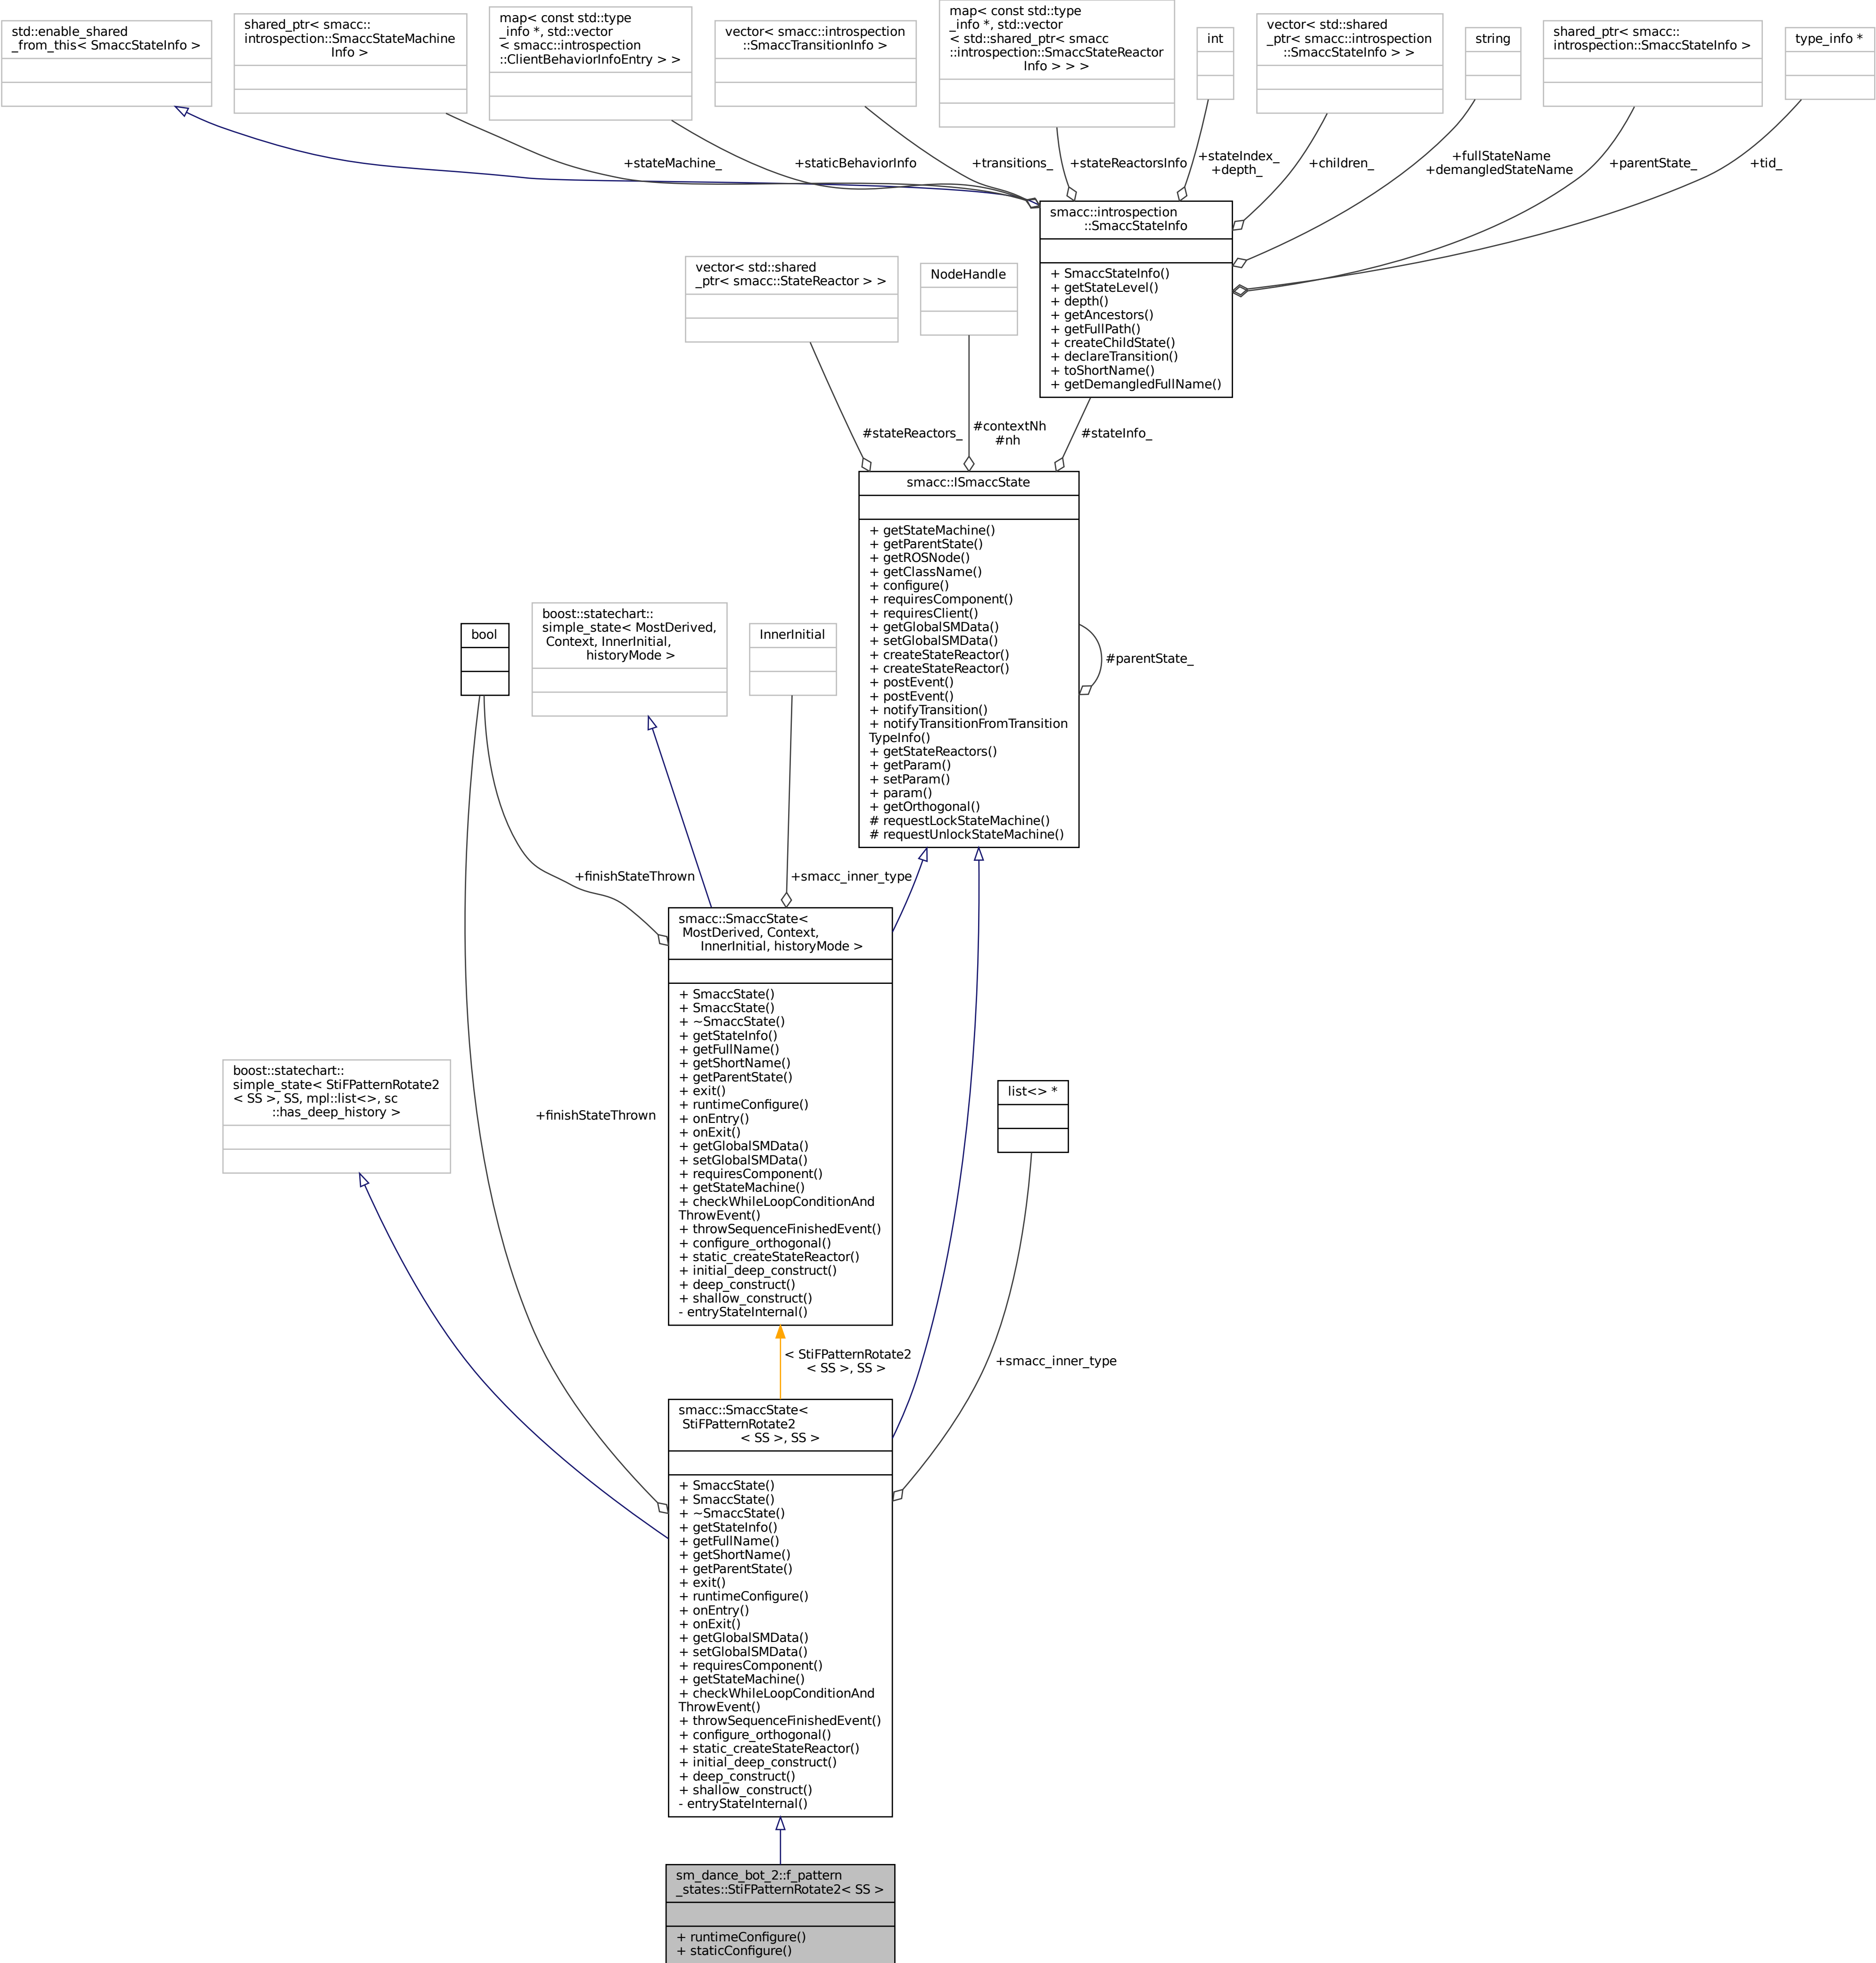 std::enable_shared
_from_this< SmaccStateInfo >
shared_ptr< smacc::
introspection::SmaccStateMachine
Info >
map< const std::type
_info *, std::vector
< smacc::introspection
::ClientBehaviorInfoEntry > >
vector< smacc::introspection
::SmaccTransitionInfo >
map< const std::type
_info *, std::vector
< std::shared_ptr< smacc
::introspection::SmaccStateReactor
Info > > >
int
vector< std::shared
_ptr< smacc::introspection
::SmaccStateInfo > >
string
shared_ptr< smacc::
introspection::SmaccStateInfo >
type_info *
+stateMachine_
+staticBehaviorInfo
+transitions_
+stateReactorsInfo
+stateIndex_
+depth_
+children_
+fullStateName
+demangledStateName
+parentState_
+tid_
smacc::introspection
::SmaccStateInfo
+ SmaccStateInfo()
+ getStateLevel()
+ depth()
+ getAncestors()
+ getFullPath()
+ createChildState()
+ declareTransition()
+ toShortName()
+ getDemangledFullName()
vector< std::shared
_ptr< smacc::StateReactor > >
NodeHandle
#stateReactors_
#contextNh
#nh
#stateInfo_
smacc::ISmaccState
+ getStateMachine()
+ getParentState()
+ getROSNode()
+ getClassName()
+ configure()
+ requiresComponent()
+ requiresClient()
+ getGlobalSMData()
+ setGlobalSMData()
+ createStateReactor()
+ createStateReactor()
+ postEvent()
+ postEvent()
+ notifyTransition()
+ notifyTransitionFromTransition
TypeInfo()
+ getStateReactors()
+ getParam()
+ setParam()
+ param()
+ getOrthogonal()
# requestLockStateMachine()
# requestUnlockStateMachine()
#parentState_
bool
boost::statechart::
simple_state< MostDerived,
Context, InnerInitial,
historyMode >
InnerInitial
+finishStateThrown
+smacc_inner_type
smacc::SmaccState<
MostDerived, Context,
InnerInitial, historyMode >
+ SmaccState()
+ SmaccState()
+ ~SmaccState()
+ getStateInfo()
+ getFullName()
+ getShortName()
+ getParentState()
+ exit()
+ runtimeConfigure()
+ onEntry()
+ onExit()
+ getGlobalSMData()
+ setGlobalSMData()
+ requiresComponent()
+ getStateMachine()
+ checkWhileLoopConditionAnd
ThrowEvent()
+ throwSequenceFinishedEvent()
+ configure_orthogonal()
+ static_createStateReactor()
+ initial_deep_construct()
+ deep_construct()
+ shallow_construct()
- entryStateInternal()
boost::statechart::
simple_state< StiFPatternRotate2
< SS >, SS, mpl::list<>, sc
::has_deep_history >
+finishStateThrown
list<> *
< StiFPatternRotate2
< SS >, SS >
+smacc_inner_type
smacc::SmaccState<
StiFPatternRotate2
< SS >, SS >
+ SmaccState()
+ SmaccState()
+ ~SmaccState()
+ getStateInfo()
+ getFullName()
+ getShortName()
+ getParentState()
+ exit()
+ runtimeConfigure()
+ onEntry()
+ onExit()
+ getGlobalSMData()
+ setGlobalSMData()
+ requiresComponent()
+ getStateMachine()
+ checkWhileLoopConditionAnd
ThrowEvent()
+ throwSequenceFinishedEvent()
+ configure_orthogonal()
+ static_createStateReactor()
+ initial_deep_construct()
+ deep_construct()
+ shallow_construct()
- entryStateInternal()
sm_dance_bot_2::f_pattern
_states::StiFPatternRotate2< SS >
+ runtimeConfigure()
+ staticConfigure()